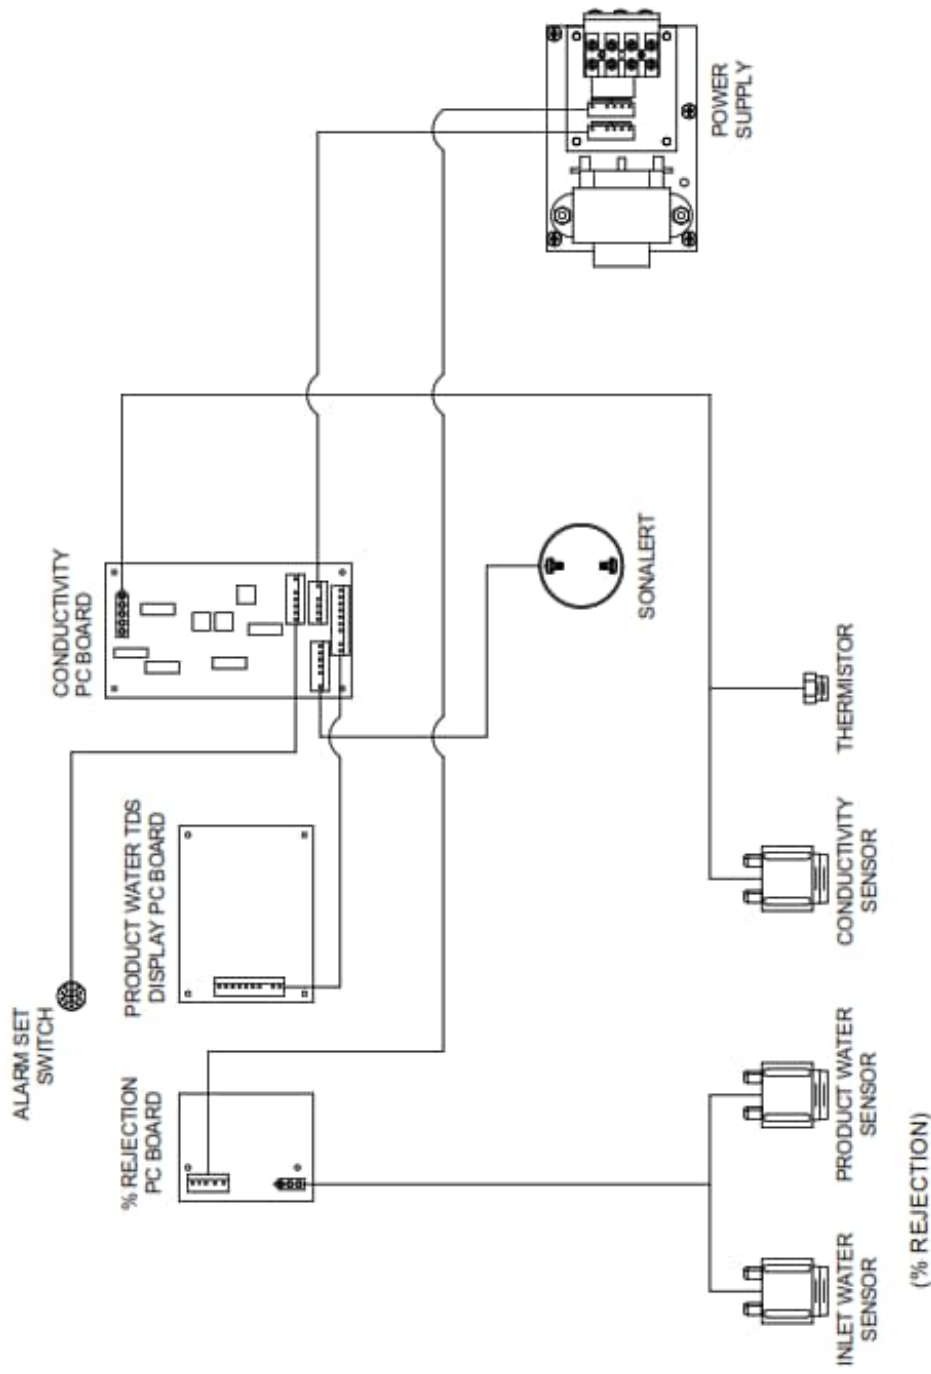 ALARM SET
SWITCH
% REJECTION
PC BOARD
PRODUCT WATER TDS
DISPLAY PC BOARD
CONDUCTIVITY
PC BOARD
POWER
SUPPLY
SONALERT
INLET WATER
SENSOR
PRODUCT WATER
SENSOR
CONDUCTIVITY
SENSOR
THERMISTOR
(% REJECTION)